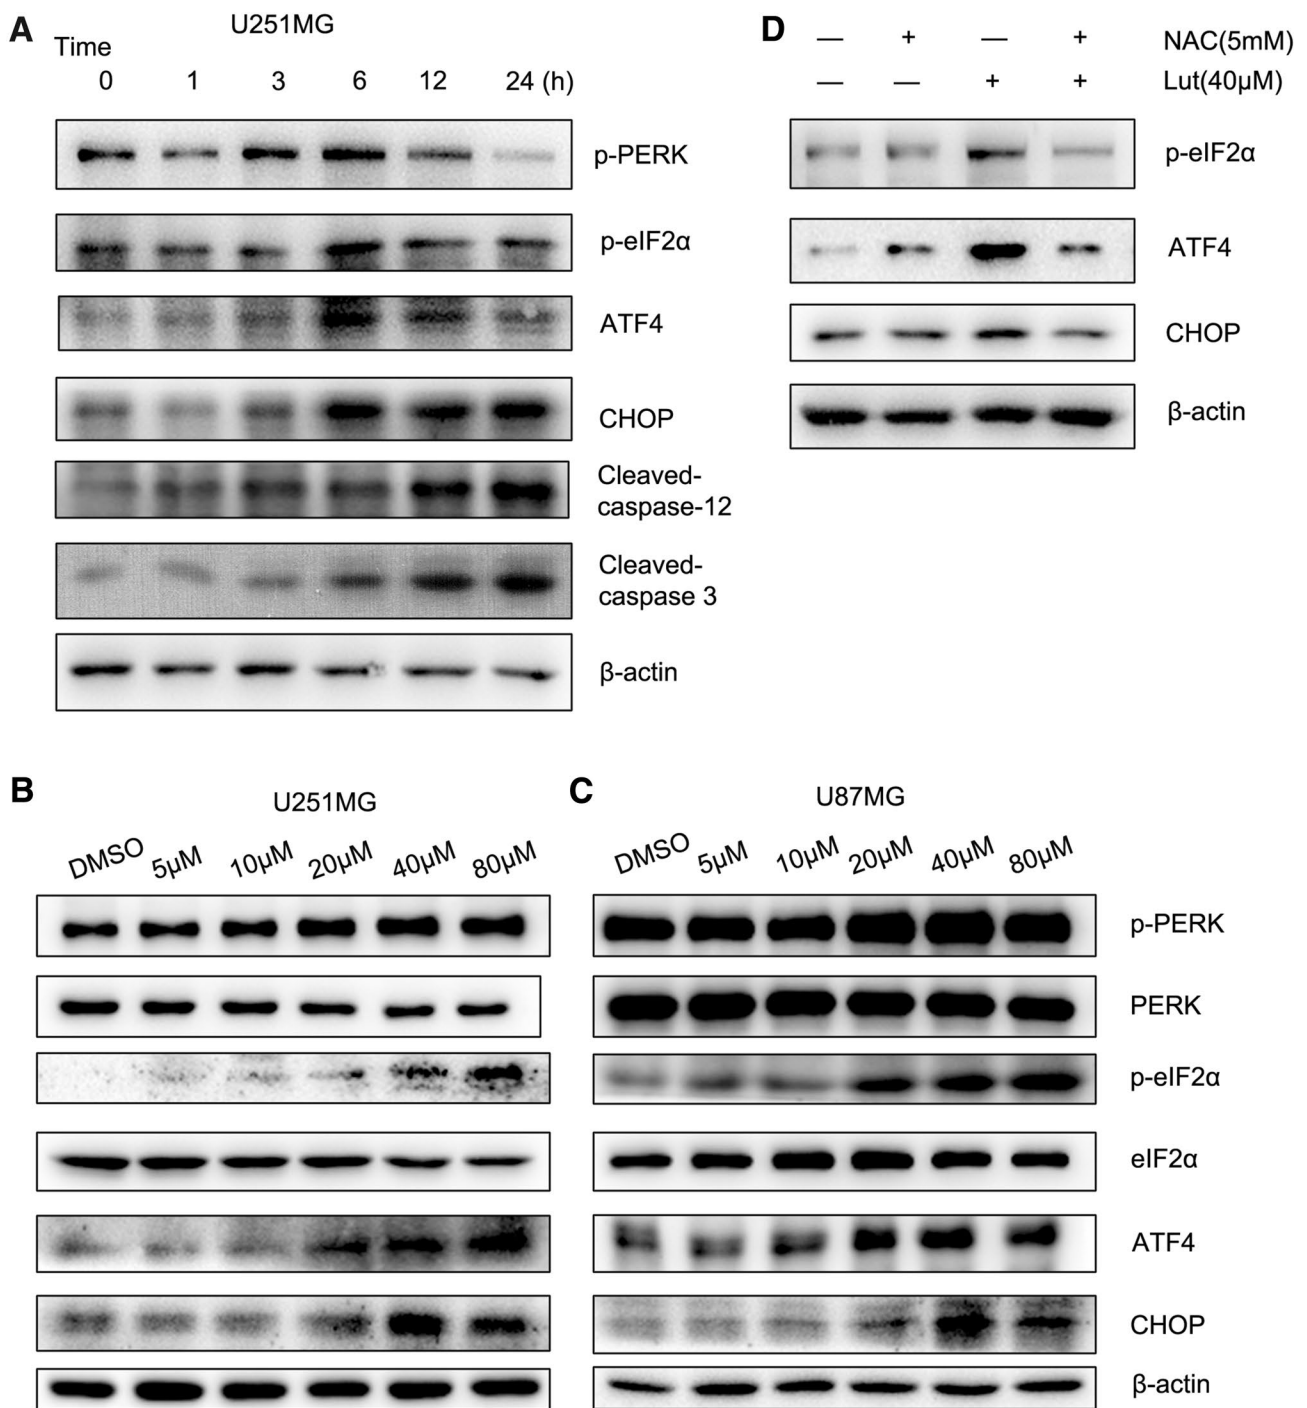 A
U251MG
Time
0 1 3 6 12 24 (h)
p-PERK
p-eIF2α
ATF4
CHOP
Cleaved-
caspase-12
Cleaved-
caspase 3
β-actin
D
— + — + NAC(5mM)
— — + + Lut(40μM)
p-eIF2α
ATF4
CHOP
β-actin
B
U251MG
DMSO 5μM 10μM 20μM 40μM 80μM
C
U87MG
DMSO 5μM 10μM 20μM 40μM 80μM
p-PERK
PERK
p-eIF2α
eIF2α
ATF4
CHOP
β-actin